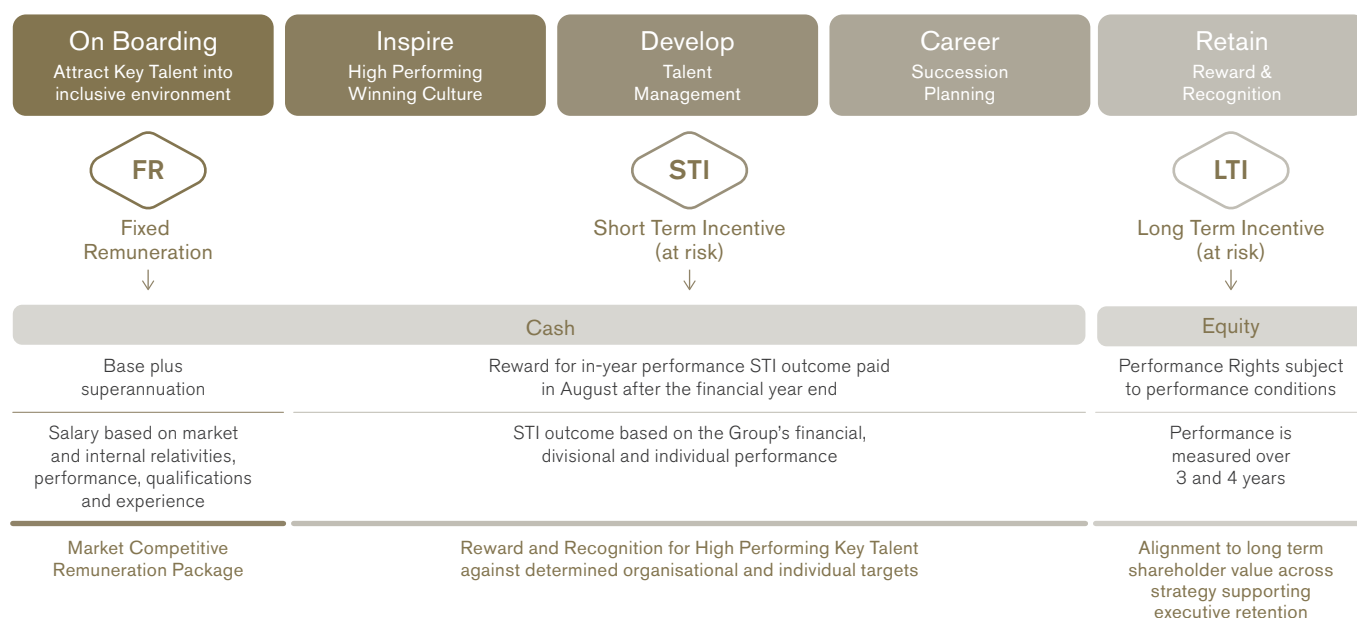 On Boarding
Attract Key Talent into
inclusive environment
Inspire
High Performing
Winning Culture
Develop
Talent
Management
Career
Succession
Planning
Retain
Reward &
Recognition
FR
Fixed
Remuneration
STI
Short Term Incentive
(at risk)
LTI
Long Term Incentive
(at risk)
Cash
Equity
Base plus
superannuation
Reward for in-year performance STI outcome paid
in August after the financial year end
Performance Rights subject
to performance conditions
Salary based on market
and internal relativities,
performance, qualifications
and experience
STI outcome based on the Group's financial,
divisional and individual performance
Performance is
measured over
3 and 4 years
Market Competitive
Remuneration Package
Reward and Recognition for High Performing Key Talent
against determined organisational and individual targets
Alignment to long term
shareholder value across
strategy supporting
executive retention